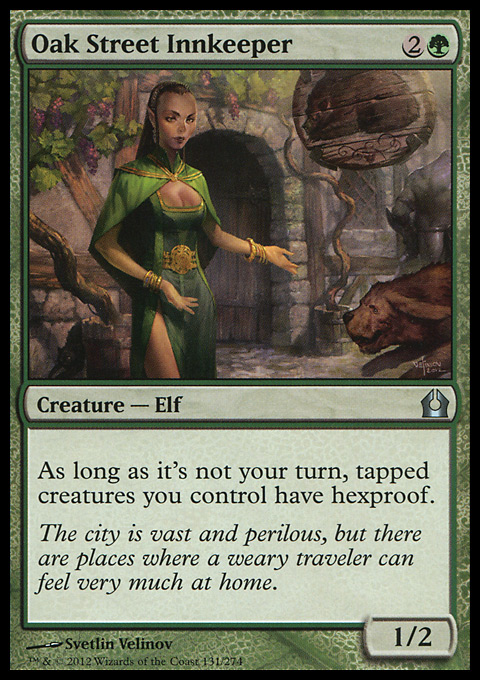 Oak Street Innkeeper
2
Creature — Elf
As long as it's not your turn, tapped
creatures you control have hexproof.
The city is vast and perilous, but there
are places where a weary traveler can
feel very much at home.
1/2
Svetlin Velinov
™ & © 2012 Wizards of the Coast 131/274